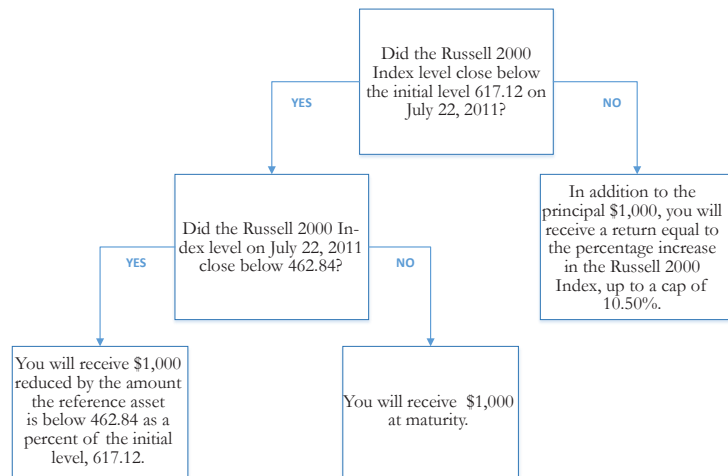 Did the Russell 2000
Index level close below
the initial level 617.12 on
July 22, 2011?
YES
NO
Did the Russell 2000 In-
dex level on July 22, 2011
close below 462.84?
In addition to the
principal $1,000, you will
receive a return equal to
the percentage increase
in the Russell 2000
Index, up to a cap of
10.50%.
YES
NO
You will receive $1,000
reduced by the amount
the reference asset
is below 462.84 as a
percent of the initial
level, 617.12.
You will receive $1,000
at maturity.